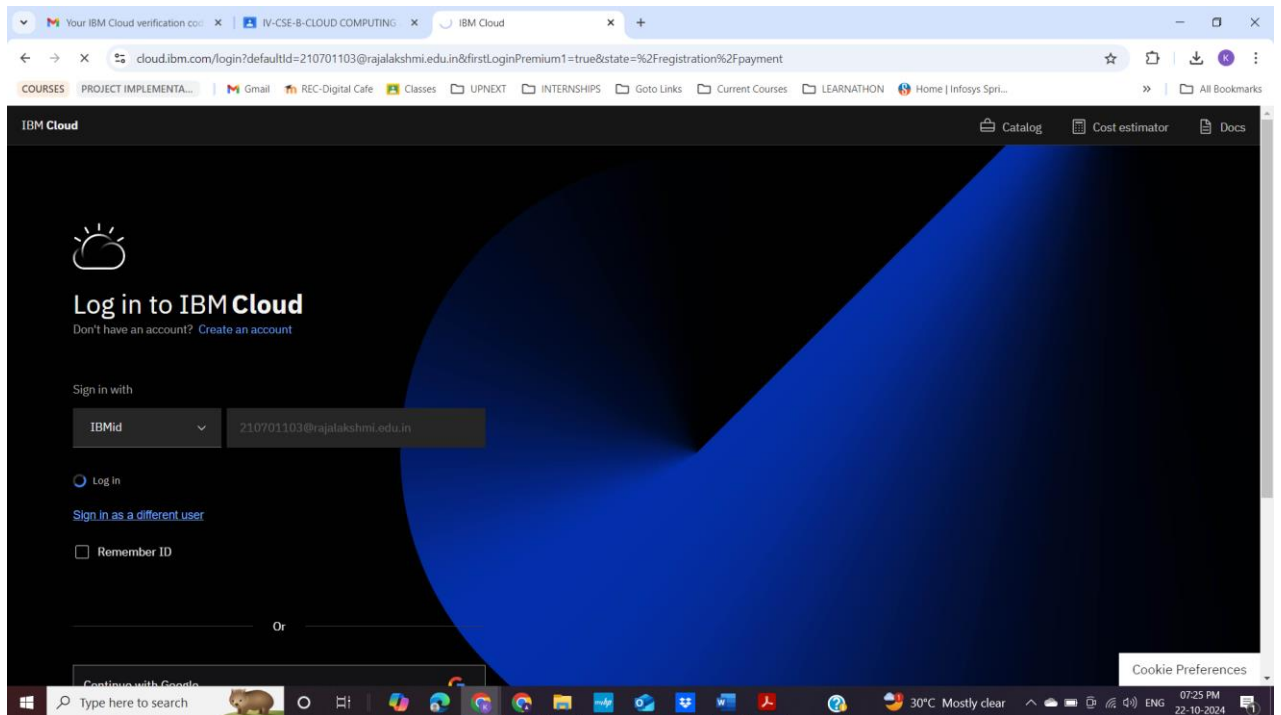 Your IBM Cloud verification coc
IV-CSE-B-CLOUD COMPUTING
IBM Cloud
cloud.ibm.com/login?defaultId=210701103@rajalakshmi.edu.in&firstLoginPremium1=true&state=%2Fregistration%2Fpayment
K
COURSES PROJECT IMPLEMENTA... Gmail REC-Digital Cafe Classes UPNEXT INTERNSHIPS Goto Links Current Courses LEARNATHON Home | Infosys Spri... » All Bookmarks
IBM Cloud Catalog Cost estimator Docs
Log in to IBM Cloud
Don't have an account? Create an account
Sign in with
IBMid 210701103@rajalakshmi.edu.in
Log in
Sign in as a different user
Remember ID
Or
Continue with Google
Cookie Preferences
Type here to search 30°C Mostly clear ENG 07:25 PM
22-10-2024